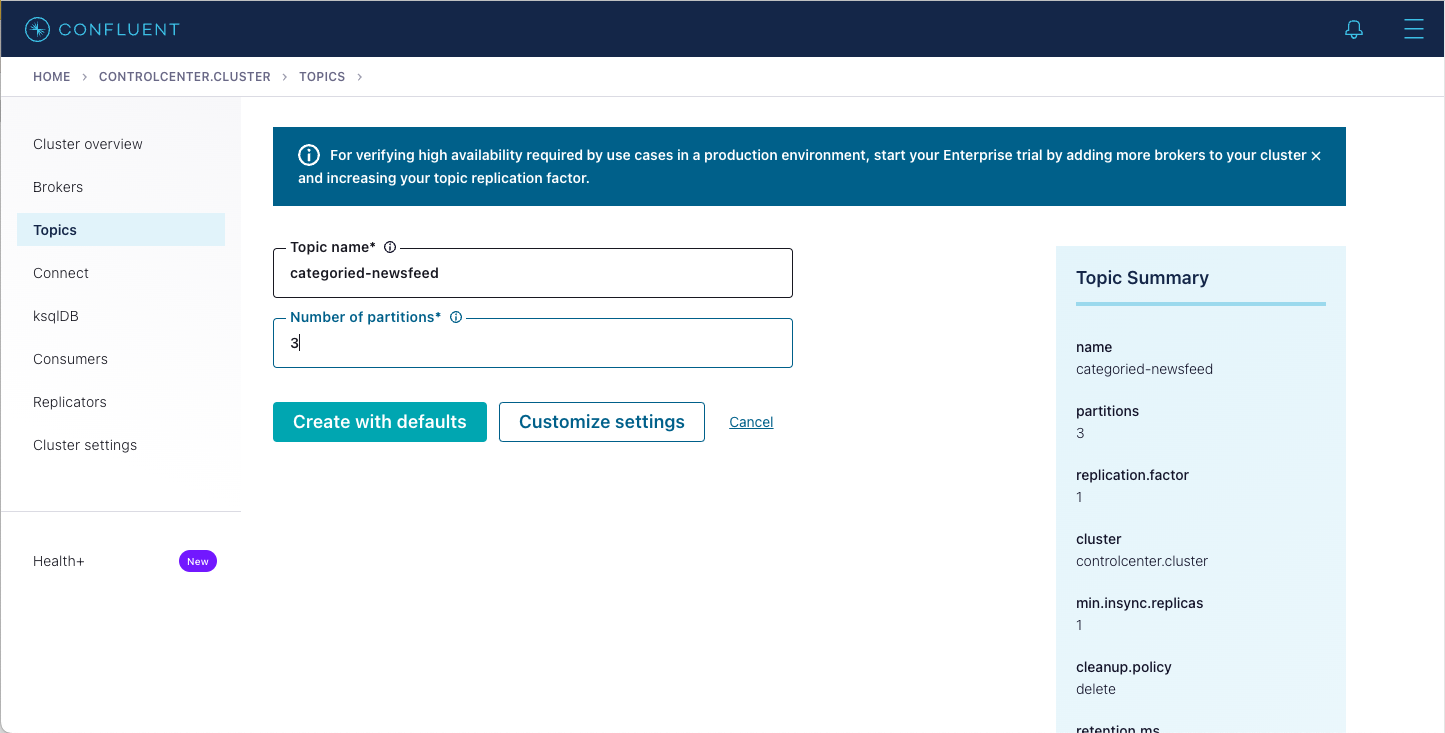 CONFLUENT
HOME > CONTROLCENTER.CLUSTER > TOPICS >
Cluster overview
Brokers
Topics
Connect
ksqlDB
Consumers
Replicators
Cluster settings
Health+ New
For verifying high availability required by use cases in a production environment, start your Enterprise trial by adding more brokers to your cluster
and increasing your topic replication factor.
Topic name*
categoried-newsfeed
Number of partitions*
3
Create with defaults
Customize settings
Cancel
Topic Summary
name
categoried-newsfeed
partitions
3
replication.factor
1
cluster
controlcenter.cluster
min.insync.replicas
1
cleanup.policy
delete
retention.ms